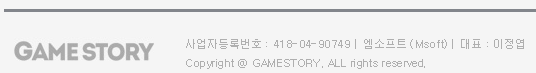 GAME STORY
사업자등록번호 : 418-04-90749 | 엠소프트 (Msoft) | 대표 : 이정엽
Copyright @ GAMESTORY, ALL rights reserved,